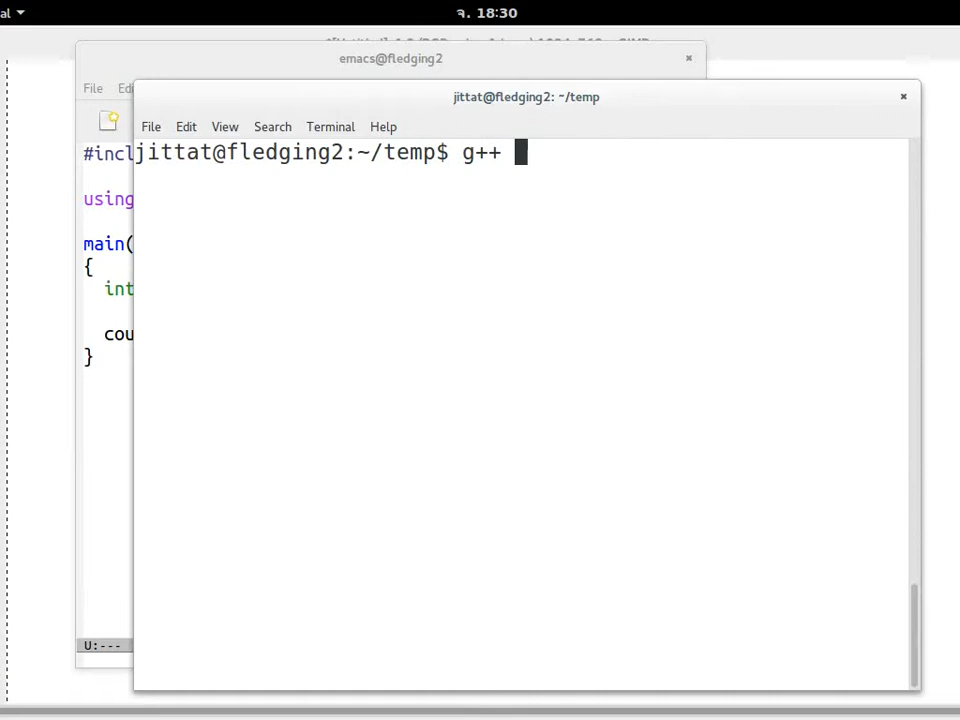 al
จ. 18:30
emacs@fledging2
File
jittat@fledging2: ~/temp
File Edit View Search Terminal Help
jittat@fledging2:~/temp$ g++
#incl
using
main(
{
int
cou
}
U:---